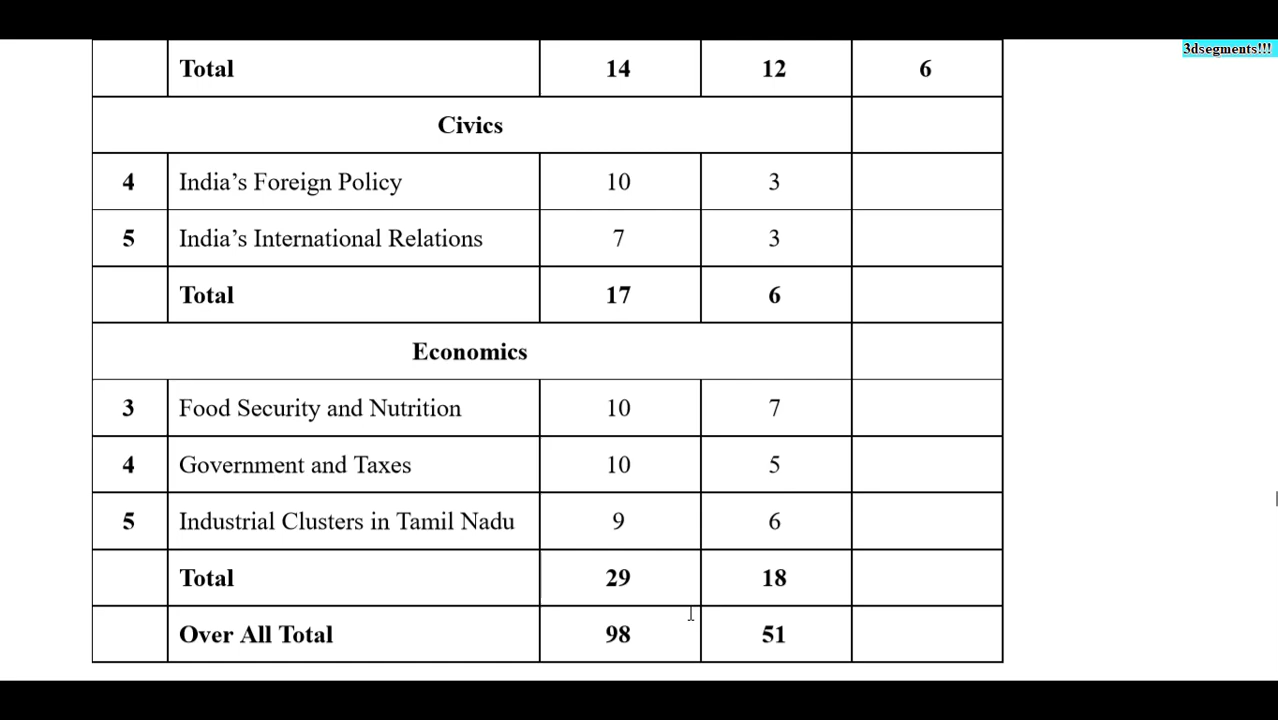 3dsegments!!!
Total 14 12 6
Civics
4 India’s Foreign Policy 10 3
5 India’s International Relations 7 3
Total 17 6
Economics
3 Food Security and Nutrition 10 7
4 Government and Taxes 10 5
5 Industrial Clusters in Tamil Nadu 9 6
Total 29 18
Over All Total 98 51